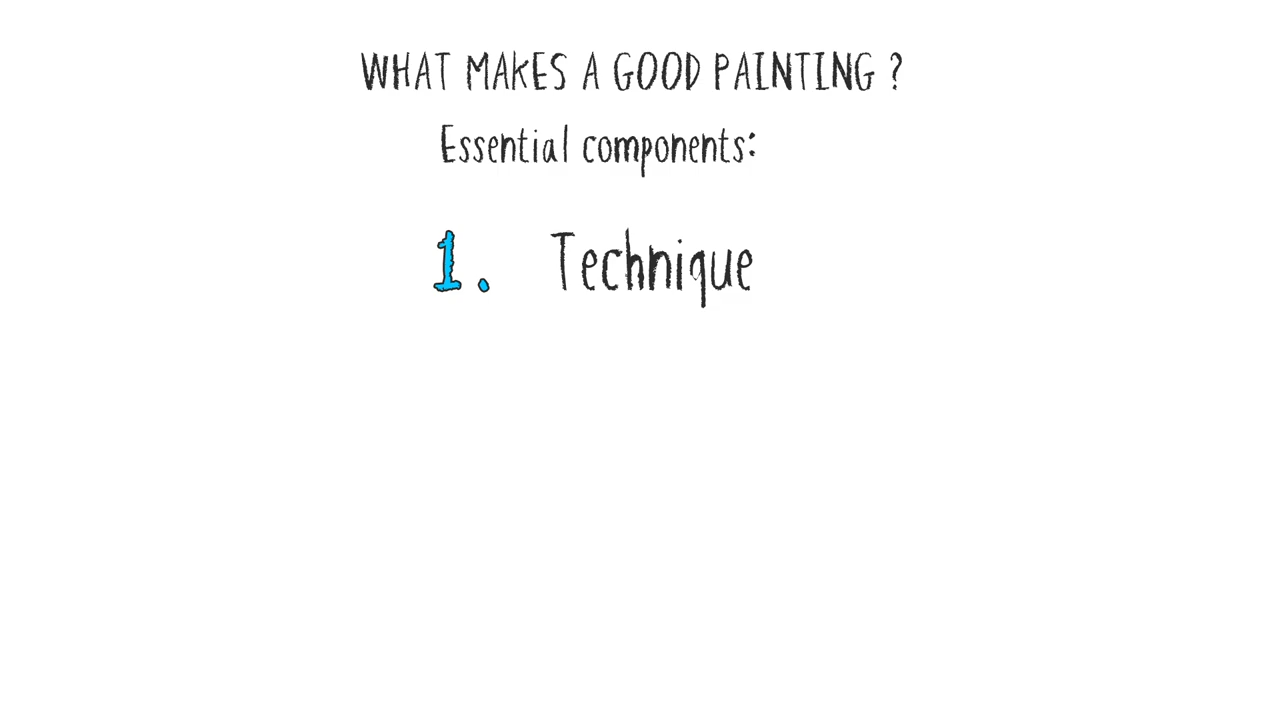 WHAT MAKES A GOOD PAINTING ?
Essential components:
1. Technique